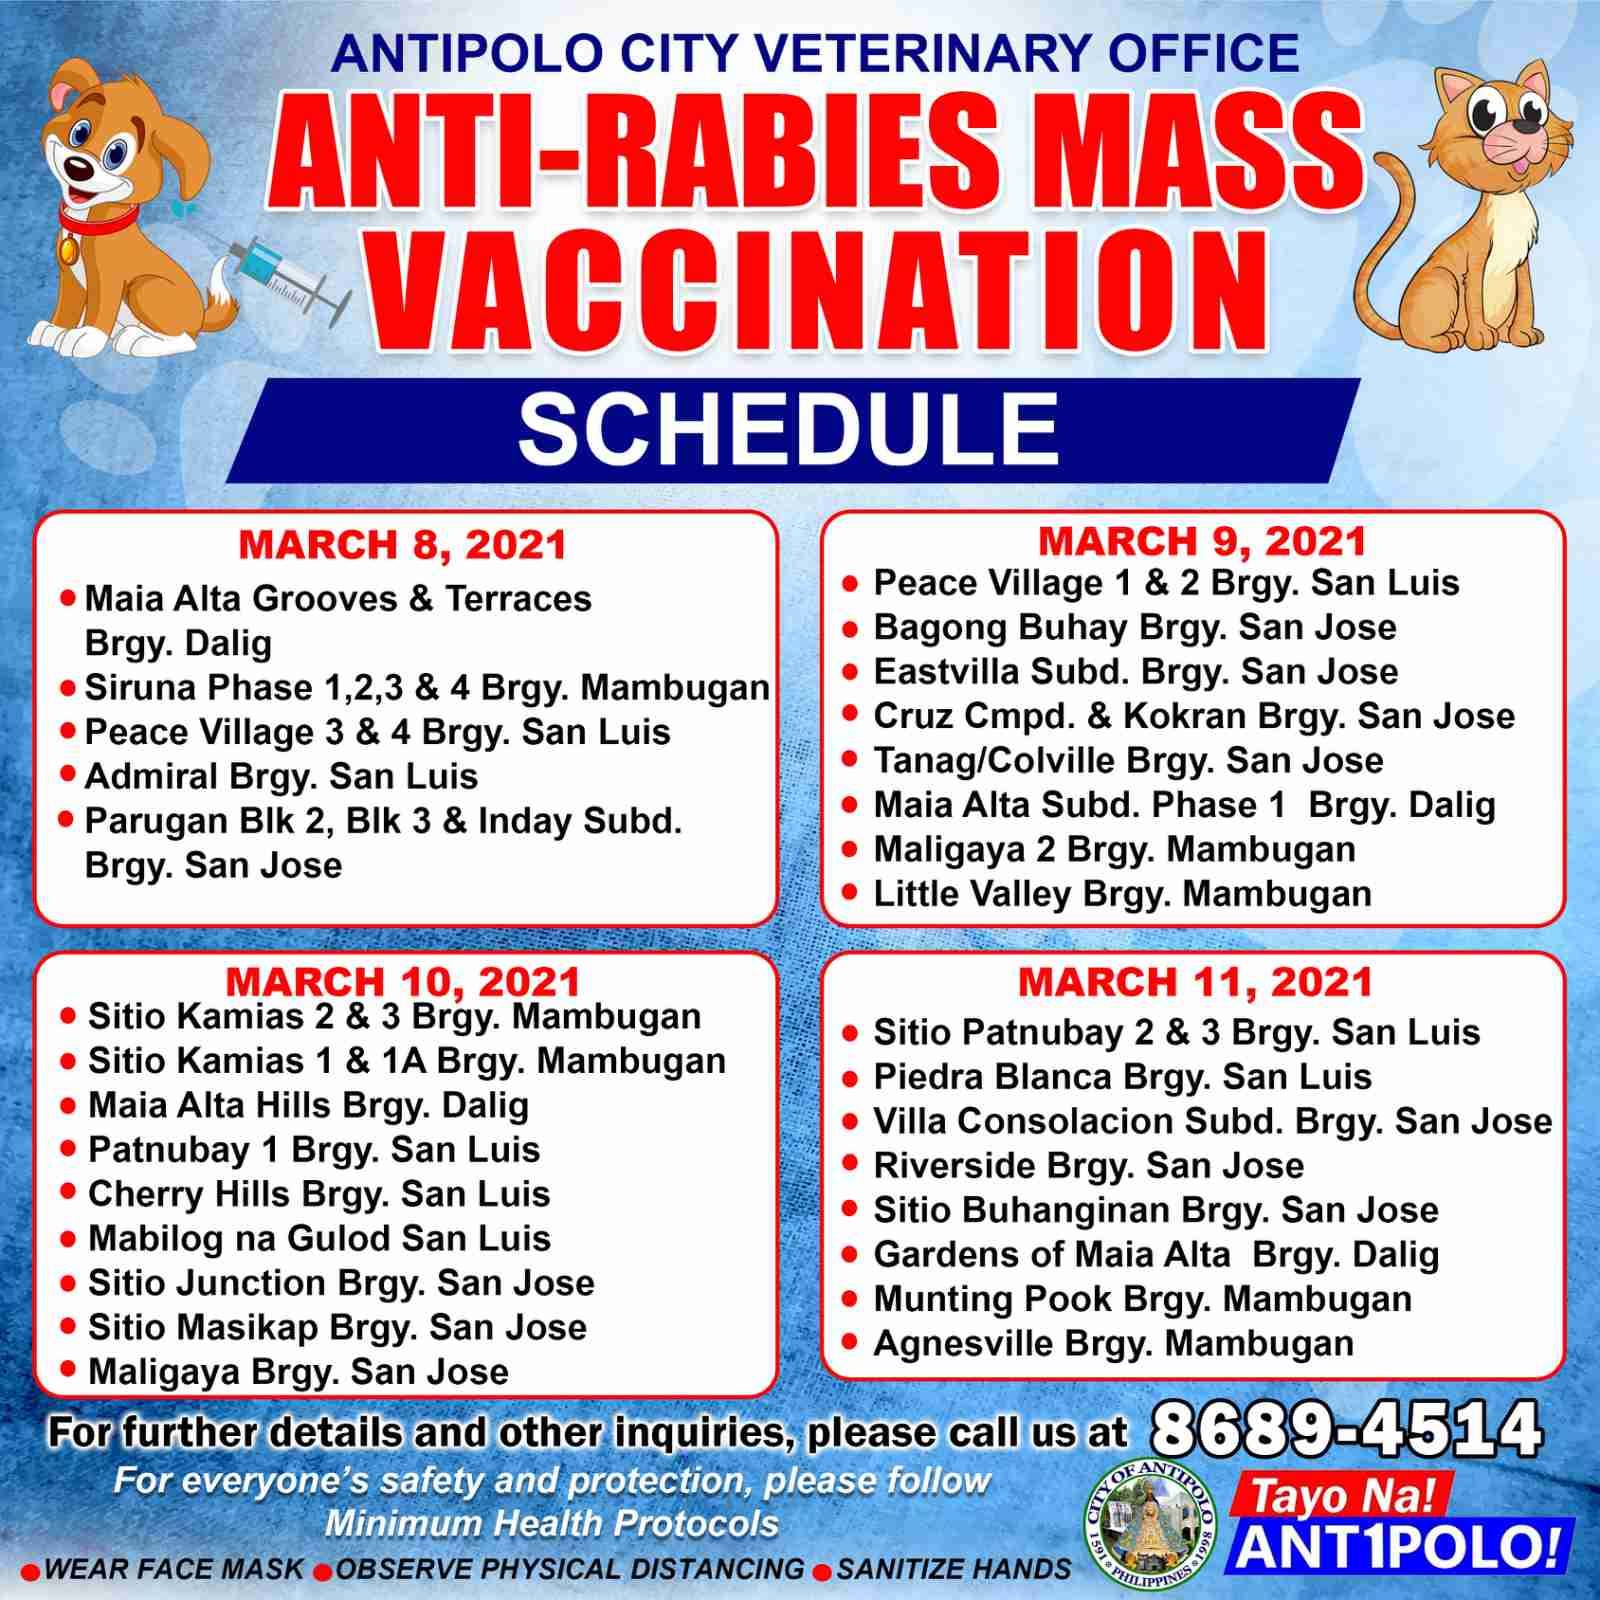 ANTIPOLO CITY VETERINARY OFFICE
ANTI-RABIES MASS
VACCINATION
SCHEDULE
MARCH 8, 2021
• Maia Alta Grooves & Terraces
Brgy. Dalig
• Siruna Phase 1,2,3 & 4 Brgy. Mambugan
• Peace Village 3 & 4 Brgy. San Luis
• Admiral Brgy. San Luis
• Parugan Blk 2, Blk 3 & Inday Subd.
Brgy. San Jose
MARCH 9, 2021
• Peace Village 1 & 2 Brgy. San Luis
• Bagong Buhay Brgy. San Jose
• Eastvilla Subd. Brgy. San Jose
• Cruz Cmpd. & Kokran Brgy. San Jose
• Tanag/Colville Brgy. San Jose
• Maia Alta Subd. Phase 1 Brgy. Dalig
• Maligaya 2 Brgy. Mambugan
• Little Valley Brgy. Mambugan
MARCH 10, 2021
• Sitio Kamias 2 & 3 Brgy. Mambugan
• Sitio Kamias 1 & 1A Brgy. Mambugan
• Maia Alta Hills Brgy. Dalig
• Patnubay 1 Brgy. San Luis
• Cherry Hills Brgy. San Luis
• Mabilog na Gulod San Luis
• Sitio Junction Brgy. San Jose
• Sitio Masikap Brgy. San Jose
• Maligaya Brgy. San Jose
MARCH 11, 2021
• Sitio Patnubay 2 & 3 Brgy. San Luis
• Piedra Blanca Brgy. San Luis
• Villa Consolacion Subd. Brgy. San Jose
• Riverside Brgy. San Jose
• Sitio Buhanginan Brgy. San Jose
• Gardens of Maia Alta Brgy. Dalig
• Munting Pook Brgy. Mambugan
• Agnesville Brgy. Mambugan
For further details and other inquiries, please call us at 8689-4514
For everyone's safety and protection, please follow
Minimum Health Protocols
• WEAR FACE MASK • OBSERVE PHYSICAL DISTANCING • SANITIZE HANDS
CITY OF ANTIPOLO
1591 PHILIPPINES 1998
Tayo Na!
ANT1POLO!